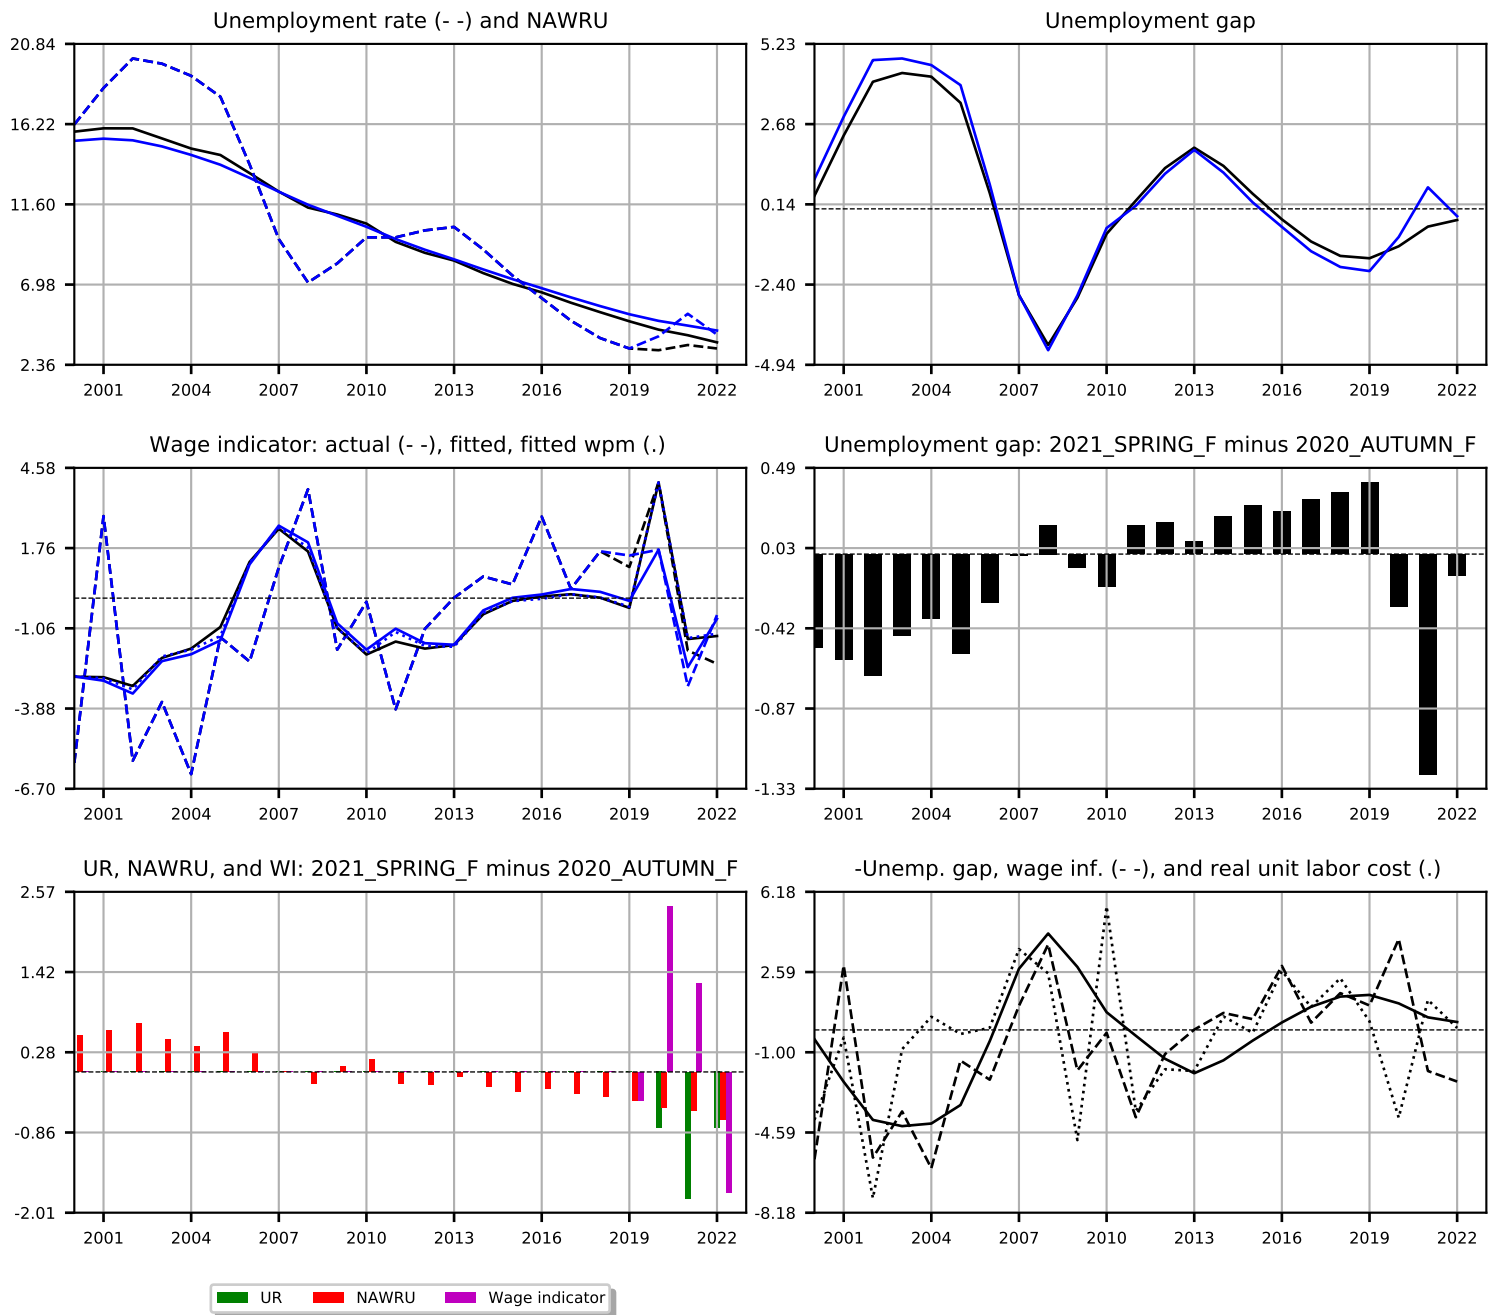 Unemployment rate (- -) and NAWRU
20.84
16.22
11.60
6.98
2.36
2001 2004 2007 2010 2013 2016 2019 2022
Unemployment gap
5.23
2.68
0.14
-2.40
-4.94
2001 2004 2007 2010 2013 2016 2019 2022
Wage indicator: actual (- -), fitted, fitted wpm (.)
4.58
1.76
-1.06
-3.88
-6.70
2001 2004 2007 2010 2013 2016 2019 2022
Unemployment gap: 2021_SPRING_F minus 2020_AUTUMN_F
0.49
0.03
-0.42
-0.87
-1.33
2001 2004 2007 2010 2013 2016 2019 2022
UR, NAWRU, and WI: 2021_SPRING_F minus 2020_AUTUMN_F
2.57
1.42
0.28
-0.86
-2.01
2001 2004 2007 2010 2013 2016 2019 2022
-Unemp. gap, wage inf. (- -), and real unit labor cost (.)
6.18
2.59
-1.00
-4.59
-8.18
2001 2004 2007 2010 2013 2016 2019 2022
UR NAWRU Wage indicator